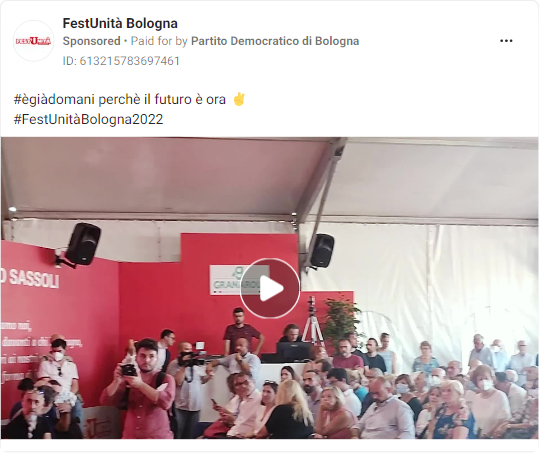 FestUnità Bologna
Sponsored • Paid for by Partito Democratico di Bologna
ID: 613215783697461
#ègiàdomani perchè il futuro è ora ✌
#FestUnitàBologna2022
FESTUNITÀ
O SASSOLI
GRANAROLO